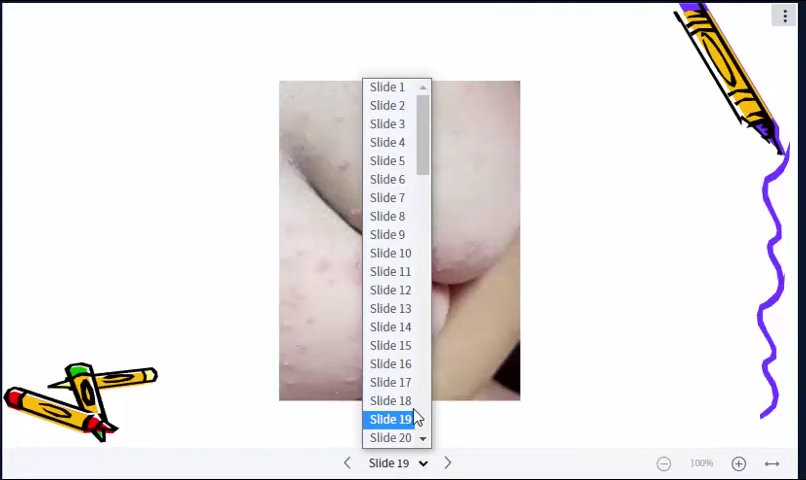 Slide 1
Slide 2
Slide 3
Slide 4
Slide 5
Slide 6
Slide 7
Slide 8
Slide 9
Slide 10
Slide 11
Slide 12
Slide 13
Slide 14
Slide 15
Slide 16
Slide 17
Slide 18
Slide 19
Slide 20
Slide 19
100%